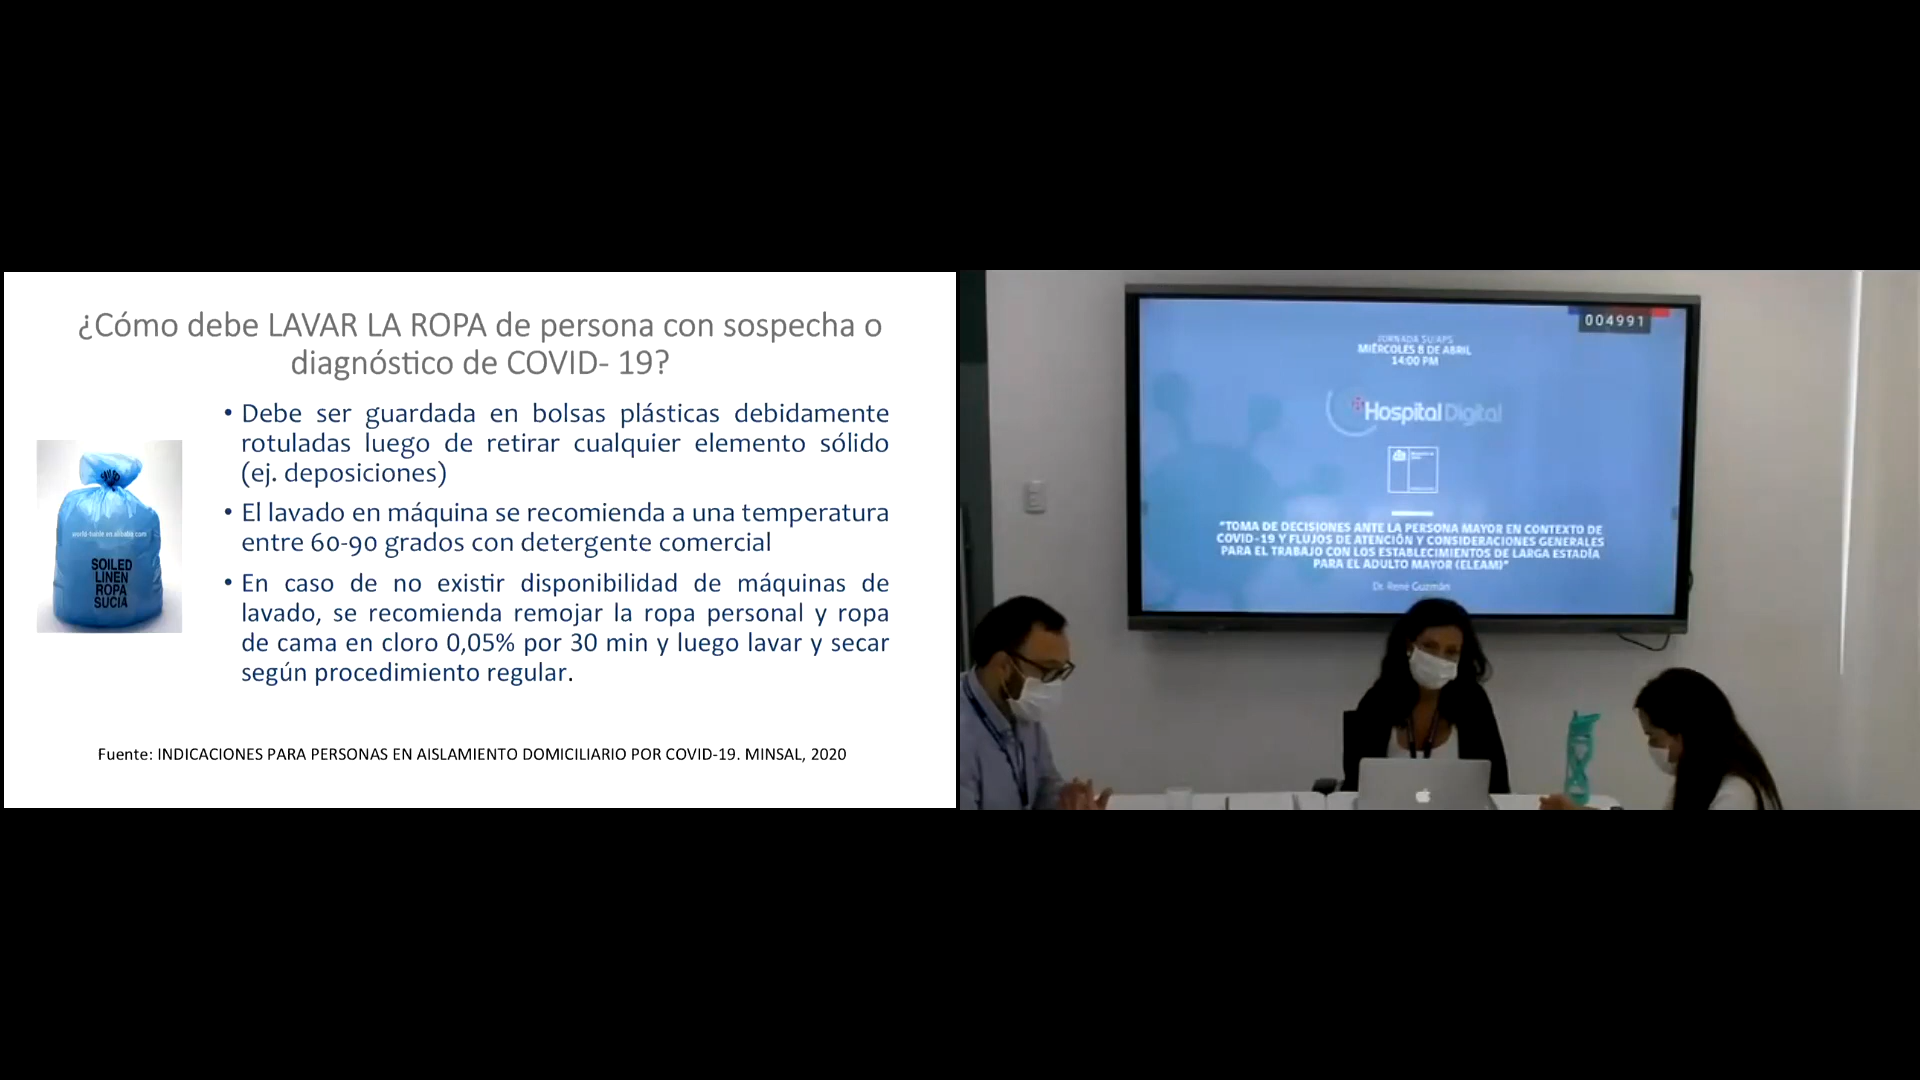 ¿Cómo debe LAVAR LA ROPA de persona con sospecha o
diagnóstico de COVID- 19?
• Debe ser guardada en bolsas plásticas debidamente
rotuladas luego de retirar cualquier elemento sólido
(ej. deposiciones)
• El lavado en máquina se recomienda a una temperatura
entre 60-90 grados con detergente comercial
• En caso de no existir disponibilidad de máquinas de
lavado, se recomienda remojar la ropa personal y ropa
de cama en cloro 0,05% por 30 min y luego lavar y secar
según procedimiento regular.
SOILED
LINEN
ROPA
SUCIA
Fuente: INDICACIONES PARA PERSONAS EN AISLAMIENTO DOMICILIARIO POR COVID-19. MINSAL, 2020
004991
JORNADA SU/APS
MIÉRCOLES 8 DE ABRIL
14:00 PM
Hospital Digital
"TOMA DE DECISIONES ANTE LA PERSONA MAYOR EN CONTEXTO DE
COVID-19 Y FLUJOS DE ATENCIÓN Y CONSIDERACIONES GENERALES
PARA EL TRABAJO CON LOS ESTABLECIMIENTOS DE LARGA ESTADÍA
PARA EL ADULTO MAYOR (ELEAM)"
Dr. René Guzmán